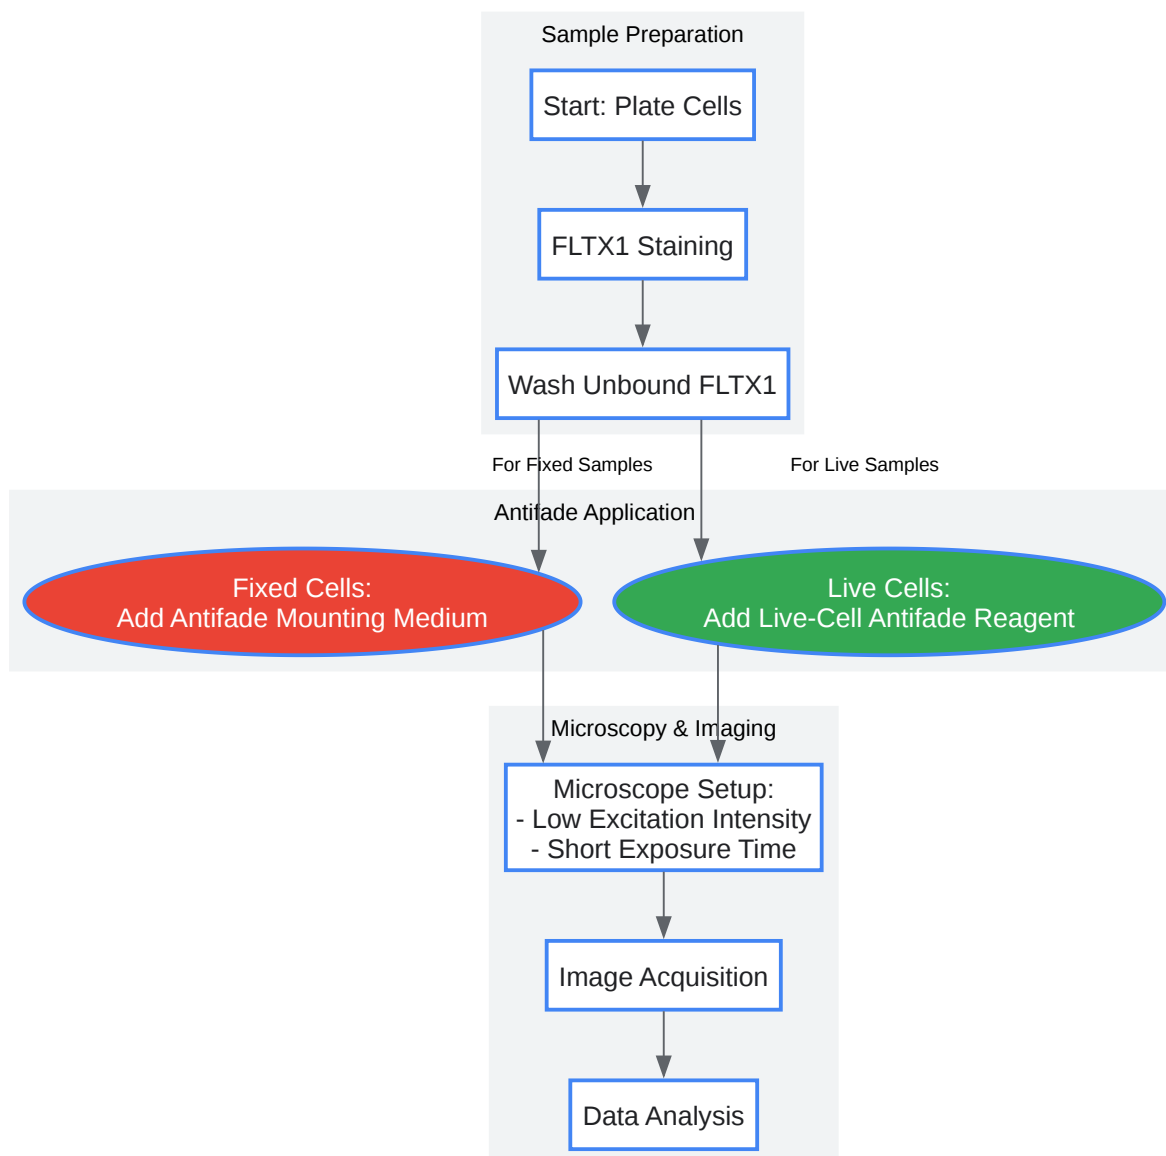 Sample Preparation
Start: Plate Cells
FLTX1 Staining
Wash Unbound FLTX1
For Fixed Samples
For Live Samples
Antifade Application
Fixed Cells:
Add Antifade Mounting Medium
Live Cells:
Add Live-Cell Antifade Reagent
Microscopy & Imaging
Microscope Setup:
- Low Excitation Intensity
- Short Exposure Time
Image Acquisition
Data Analysis